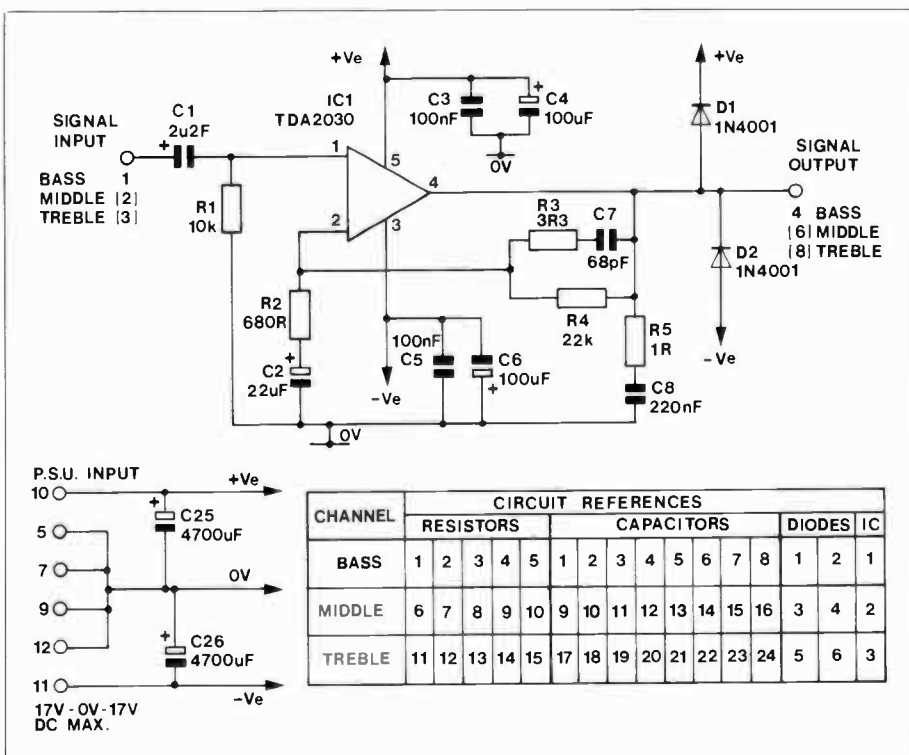 +Ve
+Ve
IC1
TDA2030
C3
100nF
+
C4
100uF
0V
D1
1N4001
SIGNAL
INPUT
C1
2u2F
+
BASS 1
MIDDLE (2)
TREBLE (3)
R1
10k
1
5
2
4
3
R3
3R3
C7
68pF
SIGNAL
OUTPUT
4 BASS
(6) MIDDLE
(8) TREBLE
D2
1N4001
-Ve
R2
680R
+
C2
22uF
R4
22k
R5
1R
C8
220nF
100nF
C5
C6
100uF
+
-Ve
0V
P.S.U. INPUT
10
+Ve
+
C25
4700uF
5
7
0V
9
+
C26
4700uF
12
11
-Ve
17V-0V-17V
DC MAX.
CHANNEL
CIRCUIT REFERENCES
RESISTORS CAPACITORS DIODES IC
BASS 1 2 3 4 5 1 2 3 4 5 6 7 8 1 2 1
MIDDLE 6 7 8 9 10 9 10 11 12 13 14 15 16 3 4 2
TREBLE 11 12 13 14 15 17 18 19 20 21 22 23 24 5 6 3